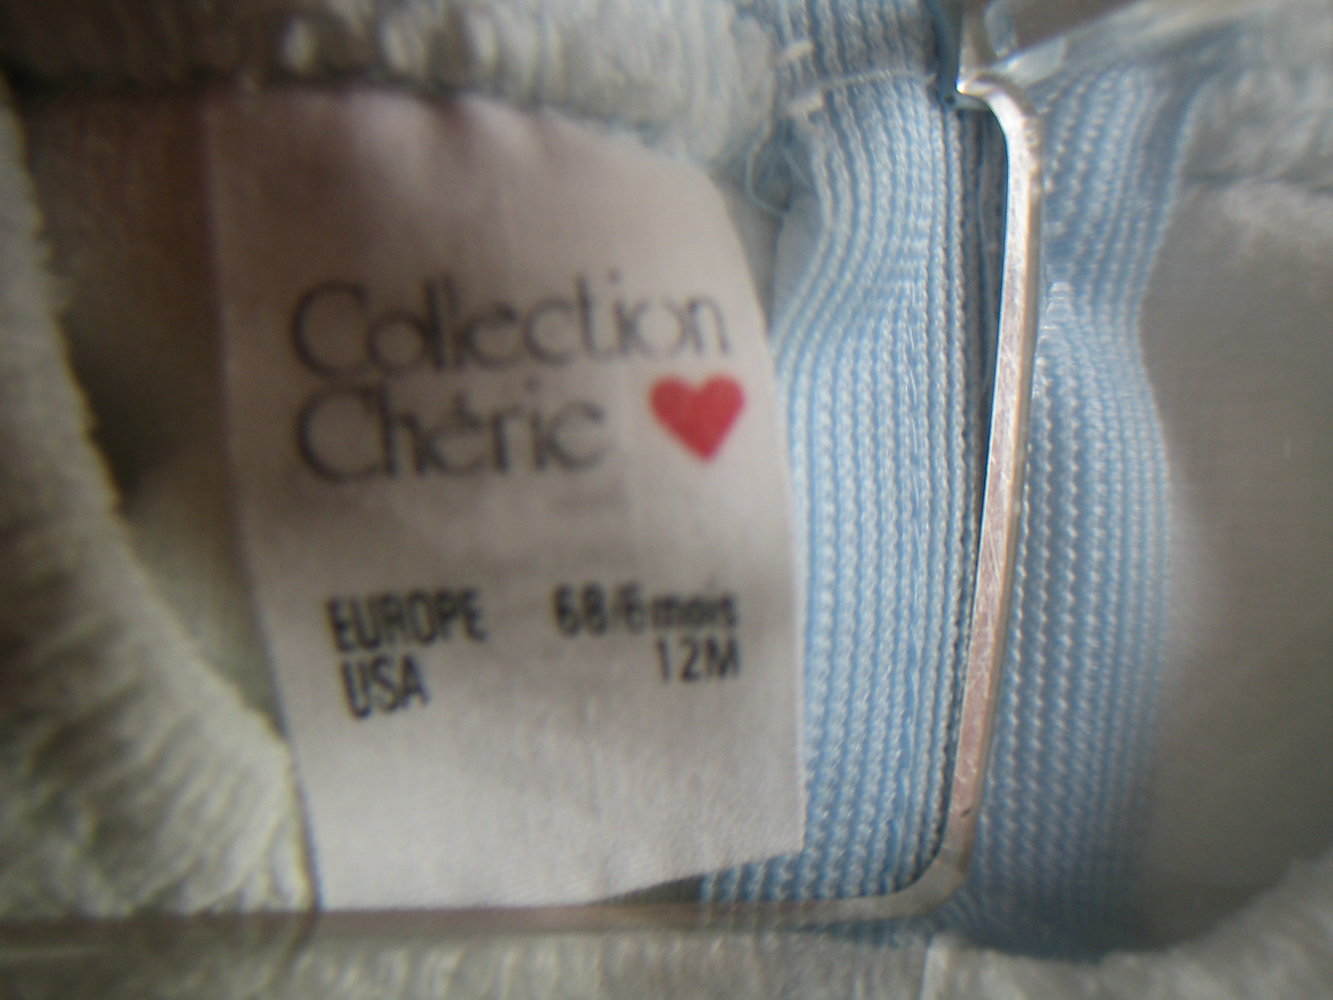 Collection
Chérie
EUROPE 68/6 mois
USA 12M